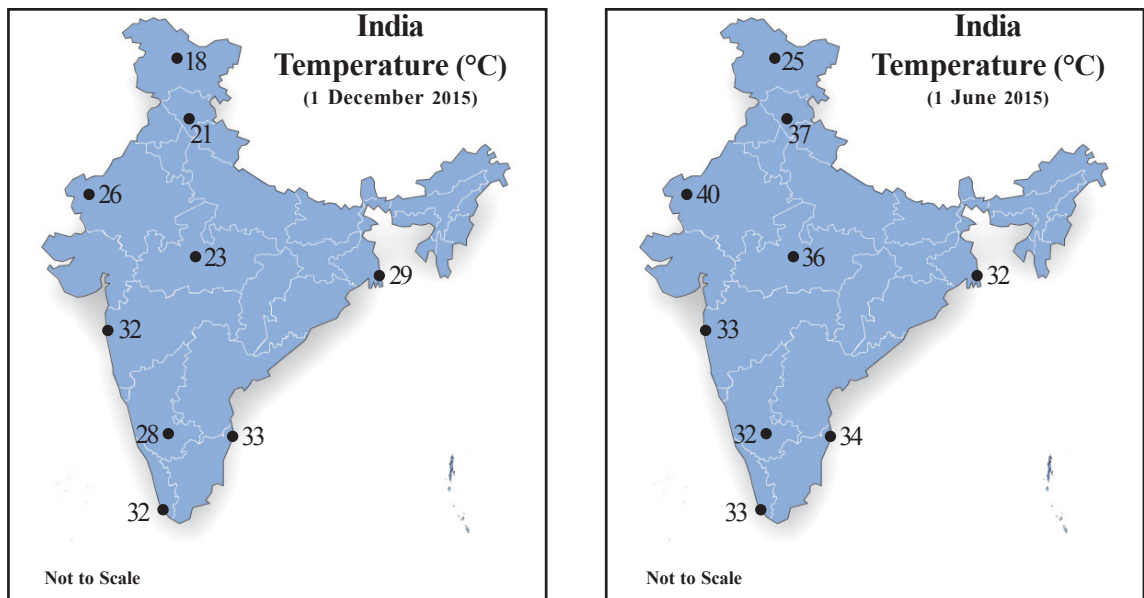 India
Temperature (°C)
(1 December 2015)
18
21
26
23
29
32
28
33
32
Not to Scale
India
Temperature (°C)
(1 June 2015)
25
37
40
36
32
33
32
34
33
Not to Scale